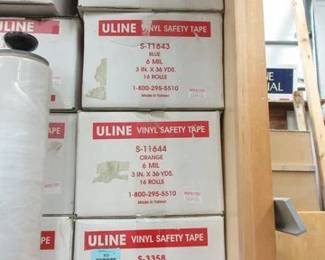 ULINE VINYL SAFETY TAPE
S-11643
BLUE
6 MIL
3 IN. X 36 YDS.
16 ROLLS
1-800-295-5510
Made in Taiwan
ULINE VINYL SAFETY TAPE
S-11644
ORANGE
6 MIL
3 IN. X 36 YDS.
16 ROLLS
1-800-295-5510
Made in Taiwan
ULINE VINYL SAFETY TAPE
S-3358